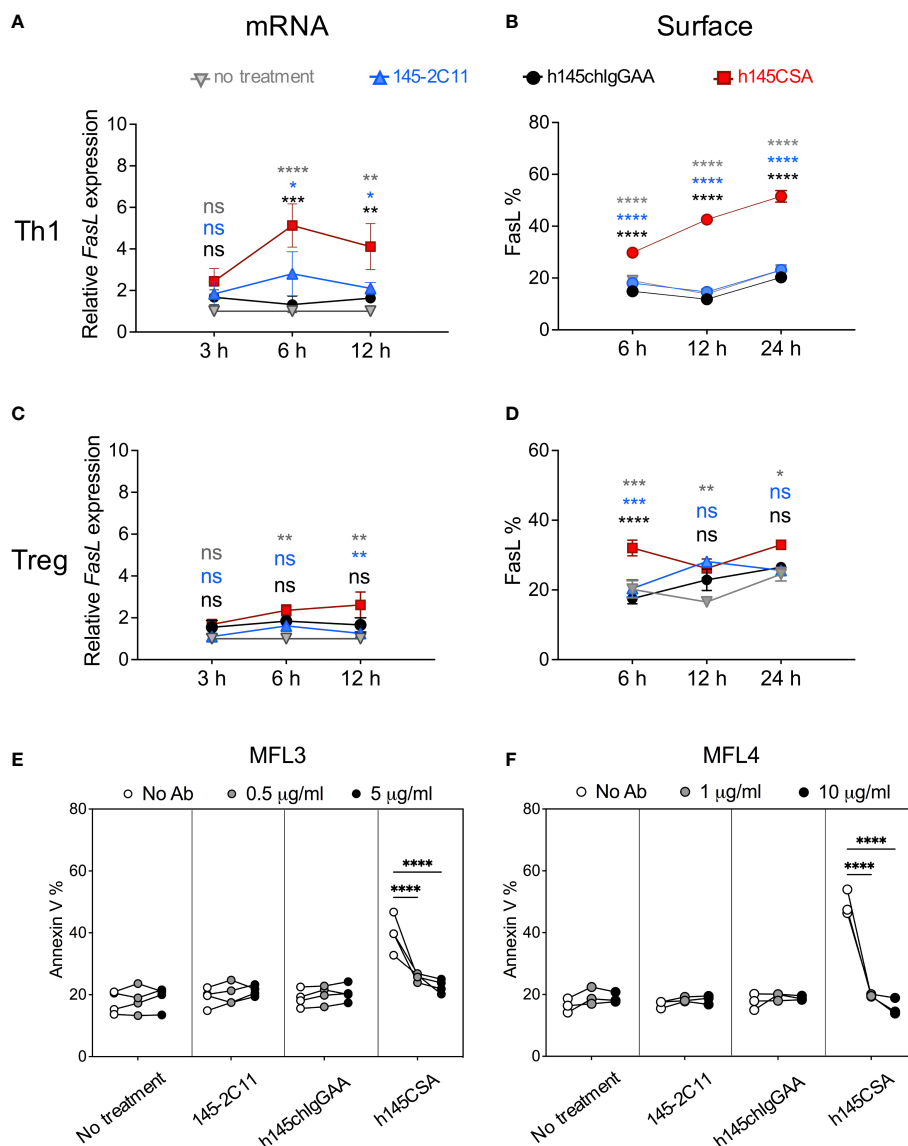 A
mRNA
B
Surface
no treatment
145-2C11
h145chIgGAA
h145CSA
Th1
Relative FasL expression
10
8
6
4
2
0
ns
ns
ns
****
*
***
**
*
**
3 h
6 h
12 h
FasL %
80
60
40
20
0
****
****
****
****
****
****
****
****
****
6 h
12 h
24 h
C
D
Treg
Relative FasL expression
10
8
6
4
2
0
ns
ns
ns
**
ns
ns
**
**
ns
3 h
6 h
12 h
FasL %
60
40
20
0
***
***
****
**
ns
ns
*
ns
ns
6 h
12 h
24 h
E
MFL3
No Ab
0.5 μg/ml
5 μg/ml
Annexin V %
80
60
40
20
0
****
****
No treatment
145-2C11
h145chIgGAA
h145CSA
F
MFL4
No Ab
1 μg/ml
10 μg/ml
Annexin V %
80
60
40
20
0
****
****
No treatment
145-2C11
h145chIgGAA
h145CSA